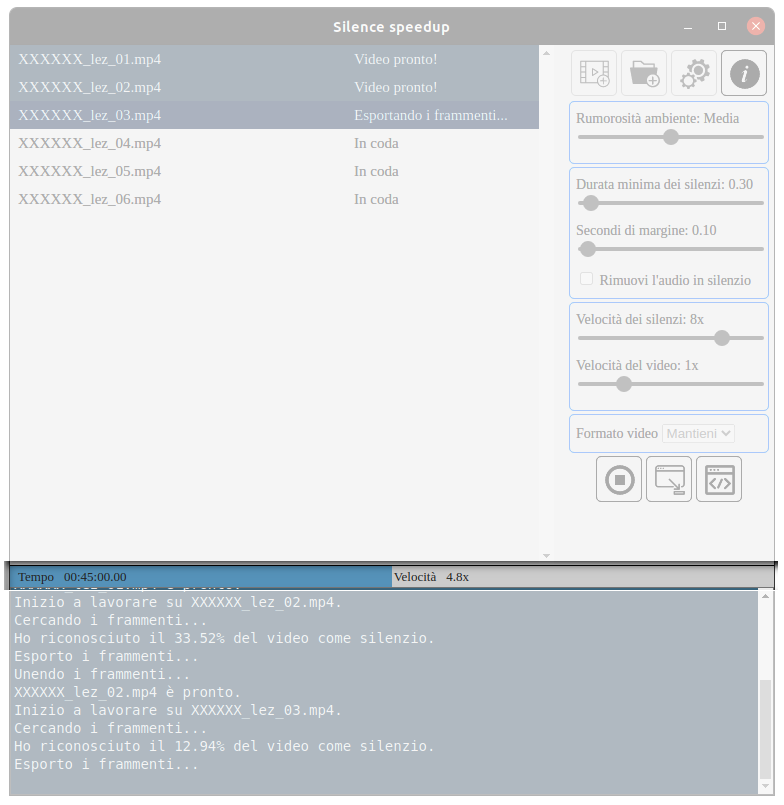 Silence speedup
XXXXXX_lez_01.mp4 Video pronto!
XXXXXX_lez_02.mp4 Video pronto!
XXXXXX_lez_03.mp4 Esportando i frammenti...
XXXXXX_lez_04.mp4 In coda
XXXXXX_lez_05.mp4 In coda
XXXXXX_lez_06.mp4 In coda
Rumorosità ambiente: Media
Durata minima dei silenzi: 0.30
Secondi di margine: 0.10
Rimuovi l'audio in silenzio
Velocità dei silenzi: 8x
Velocità del video: 1x
Formato video Mantieni
Tempo 00:45:00.00 Velocità 4.8x
Inizio a lavorare su XXXXXX_lez_02.mp4.
Cercando i frammenti...
Ho riconosciuto il 33.52% del video come silenzio.
Esporto i frammenti...
Unendo i frammenti...
XXXXXX_lez_02.mp4 è pronto.
Inizio a lavorare su XXXXXX_lez_03.mp4.
Cercando i frammenti...
Ho riconosciuto il 12.94% del video come silenzio.
Esporto i frammenti...